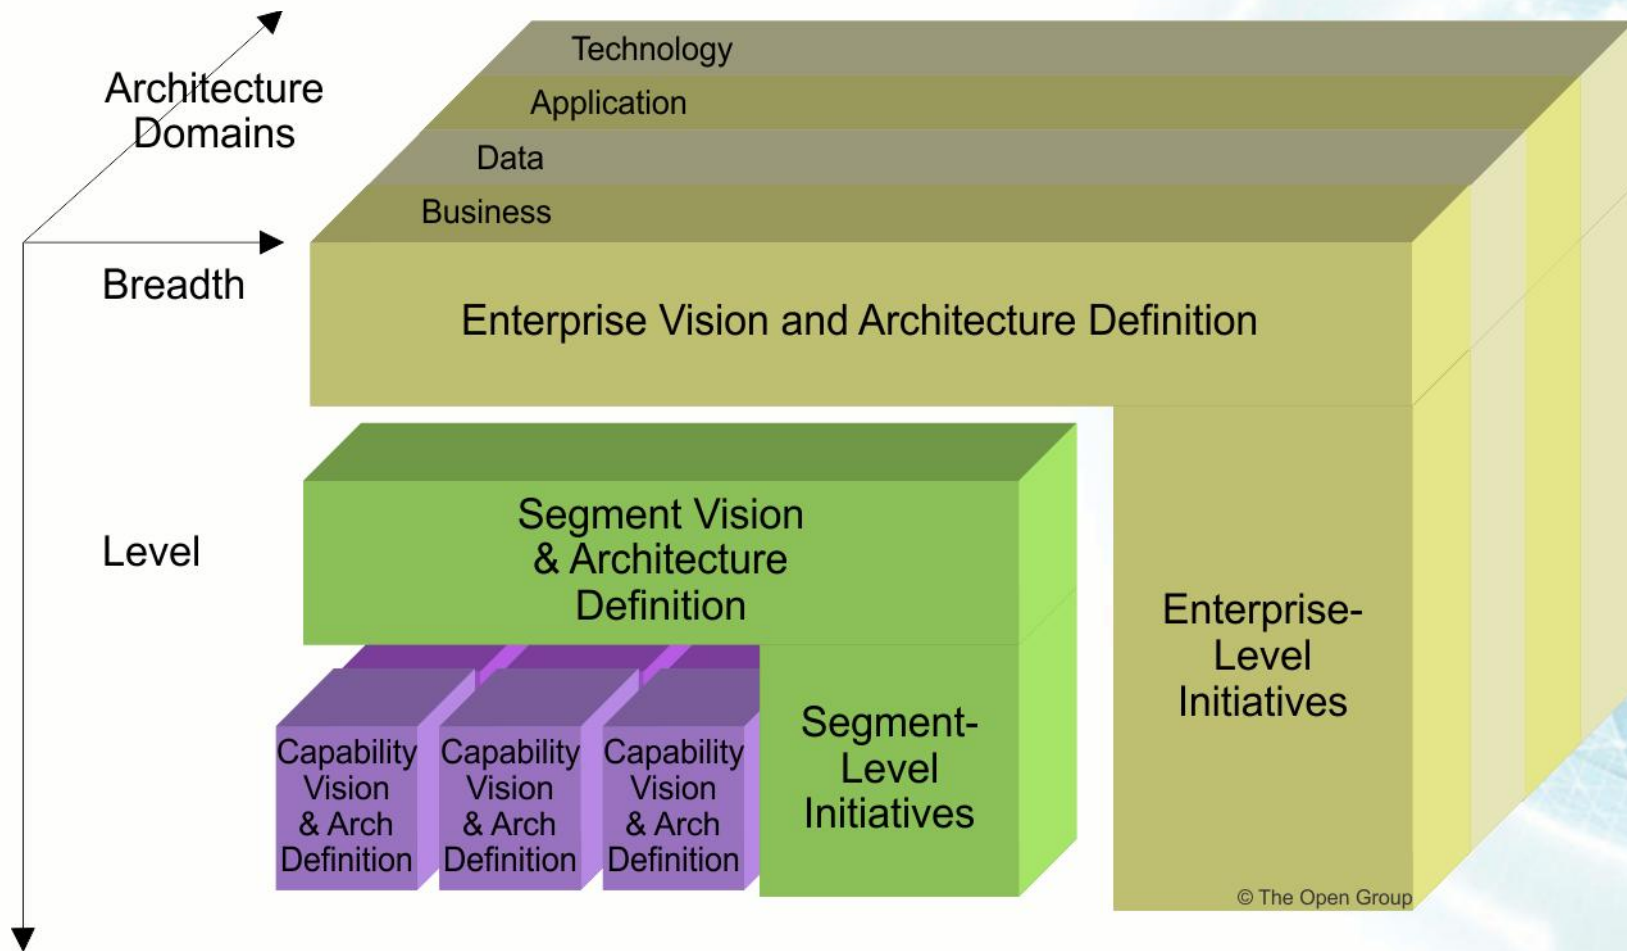 Technology
Application
Data
Business
Architecture
Domains
Breadth
Level
Enterprise Vision and Architecture Definition
Segment Vision
& Architecture
Definition
Enterprise-
Level
Initiatives
Segment-
Level
Initiatives
Capability
Vision
& Arch
Definition
Capability
Vision
& Arch
Definition
Capability
Vision
& Arch
Definition
© The Open Group